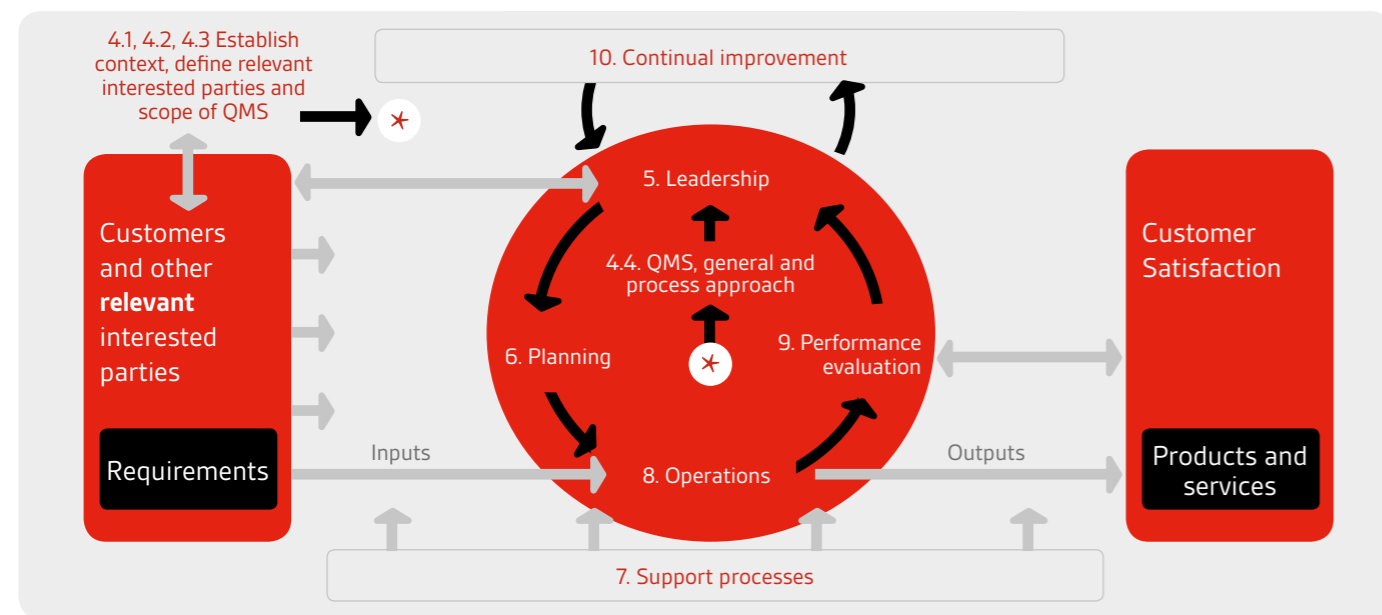 4.1, 4.2, 4.3 Establish
context, define relevant
interested parties and
scope of QMS
10. Continual improvement
5. Leadership
Customers
and other
relevant
interested
parties
4.4. QMS, general and
process approach
Customer
Satisfaction
6. Planning
9. Performance
evaluation
Requirements
Inputs
8. Operations
Outputs
Products and
services
7. Support processes